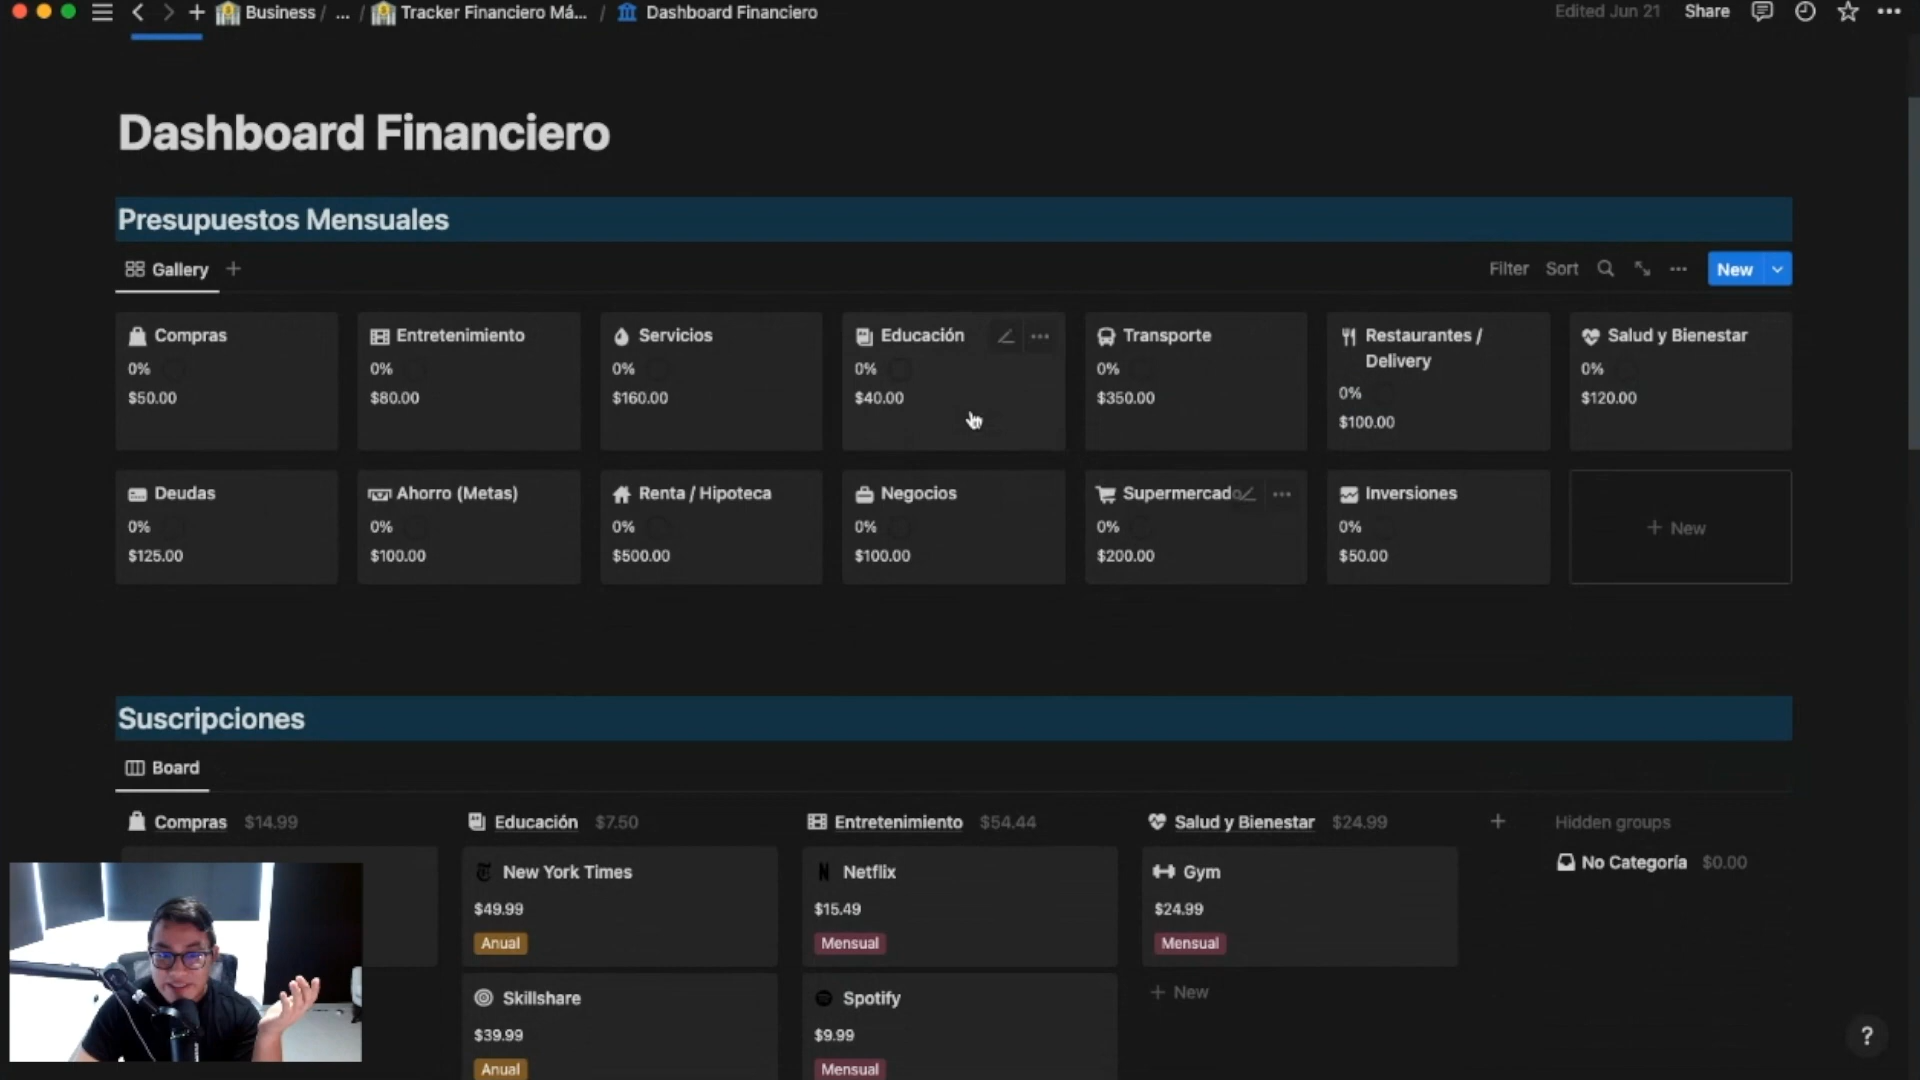 Business / ... / Tracker Financiero Má... / Dashboard Financiero
Edited Jun 21 Share
Dashboard Financiero
Presupuestos Mensuales
Gallery
Filter Sort New
Compras
0%
$50.00
Entretenimiento
0%
$80.00
Servicios
0%
$160.00
Educación
0%
$40.00
Transporte
0%
$350.00
Restaurantes /
Delivery
0%
$100.00
Salud y Bienestar
0%
$120.00
Deudas
0%
$125.00
Ahorro (Metas)
0%
$100.00
Renta / Hipoteca
0%
$500.00
Negocios
0%
$100.00
Supermercado
0%
$200.00
Inversiones
0%
$50.00
+ New
Suscripciones
Board
Compras $14.99
Educación $7.50
New York Times
$49.99
Anual
Skillshare
$39.99
Anual
Entretenimiento $54.44
Netflix
$15.49
Mensual
Spotify
$9.99
Mensual
Salud y Bienestar $24.99
Gym
$24.99
Mensual
+ New
Hidden groups
No Categoría $0.00
?